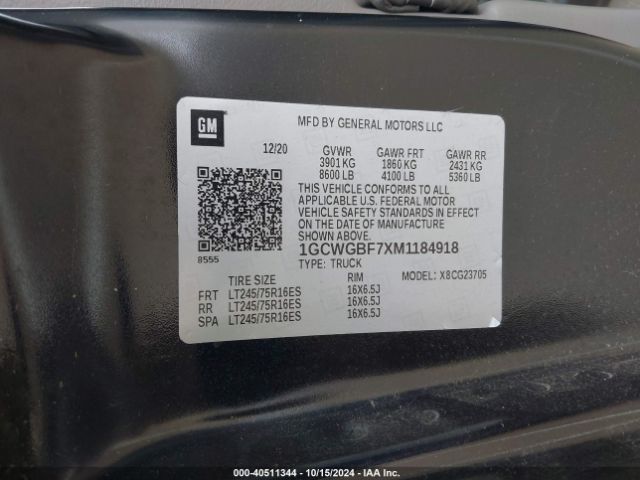 GM
MFD BY GENERAL MOTORS LLC
12/20 GVWR GAWR FRT GAWR RR
3901 KG 1860 KG 2431 KG
8600 LB 4100 LB 5360 LB
THIS VEHICLE CONFORMS TO ALL
APPLICABLE U.S. FEDERAL MOTOR
VEHICLE SAFETY STANDARDS IN EFFECT
ON THE DATE OF MANUFACTURE
SHOWN ABOVE.
8555
1GCWGBF7XM1184918
TYPE: TRUCK
TIRE SIZE RIM MODEL: X8CG23705
FRT LT245/75R16ES 16X6.5J
RR LT245/75R16ES 16X6.5J
SPA LT245/75R16ES 16X6.5J
000-40511344 - 10/15/2024 - IAA Inc.